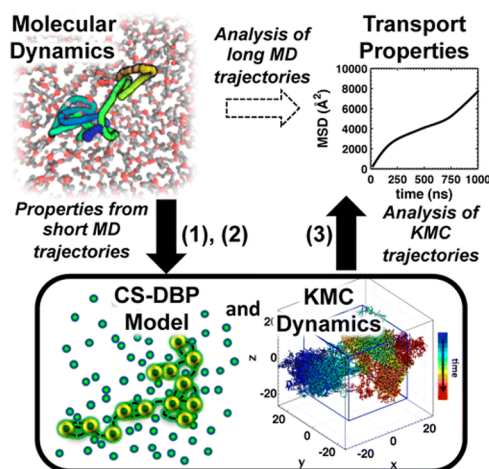 Molecular
Dynamics
Analysis of
long MD
trajectories
Transport
Properties
MSD (Å²)
10000
8000
6000
4000
2000
0
0 250 500 750 1000
time (ns)
Properties from
short MD
trajectories
(1), (2)
(3)
Analysis of
KMC
trajectories
CS-DBP
Model
and
KMC
Dynamics
z
20
0
-20
20
0
-20
y
-20
0
20
x
time